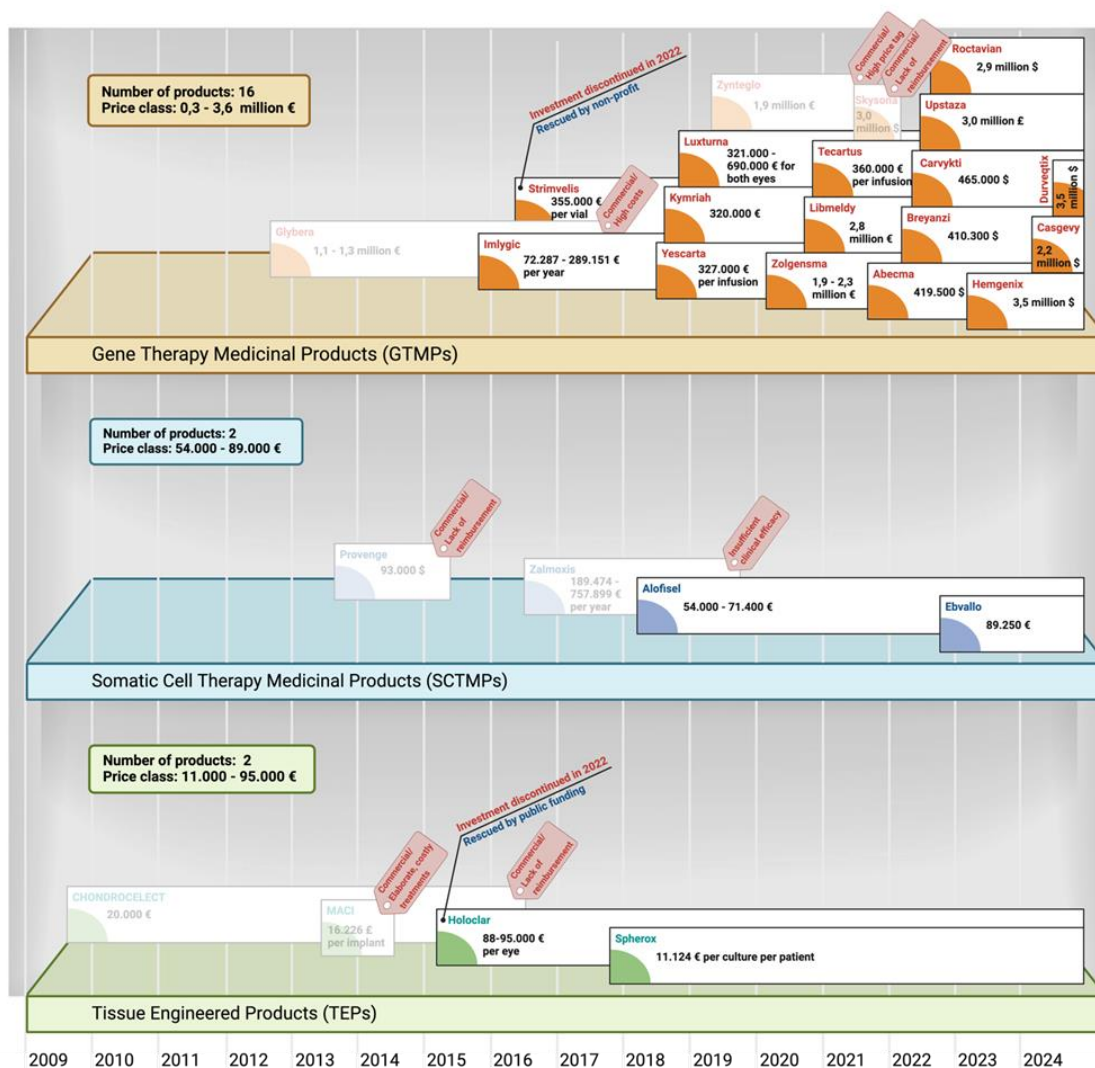 Number of products: 16
Price class: 0,3 - 3,6 million €
Investment discontinued in 2022
Rescued by non-profit
Commercial/
High price tag
Commercial/
Lack of
reimbursement
Roctavian
2,9 million $
Zynteglo
1,9 million €
Skysona
3,0
million $
Upstaza
3,0 million £
Luxturna
321.000 -
690.000 € for
both eyes
Tecartus
360.000 €
per infusion
Carvykti
465.000 $
Durveqtix
3,5
million $
Strimvelis
355.000 €
per vial
Commercial/
High costs
Kymriah
320.000 €
Libmeldy
2,8
million €
Breyanzi
410.300 $
Casgevy
2,2
million $
Glybera
1,1 - 1,3 million €
Imlygic
72.287 - 289.151 €
per year
Yescarta
327.000 €
per infusion
Zolgensma
1,9 - 2,3
million €
Abecma
419.500 $
Hemgenix
3,5 million $
Gene Therapy Medicinal Products (GTMPs)
Number of products: 2
Price class: 54.000 - 89.000 €
Commercial/
Lack of
reimbursement
Insufficient
clinical efficacy
Provenge
93.000 $
Zalmoxis
189.474 -
757.899 €
per year
Alofisel
54.000 - 71.400 €
Ebvallo
89.250 €
Somatic Cell Therapy Medicinal Products (SCTMPs)
Number of products: 2
Price class: 11.000 - 95.000 €
Investment discontinued in 2022
Rescued by public funding
Commercial/
Elaborate, costly
treatments
Commercial/
Lack of
reimbursement
CHONDROCELECT
20.000 €
MACI
16.226 £
per implant
Holoclar
88-95.000 €
per eye
Spherox
11.124 € per culture per patient
Tissue Engineered Products (TEPs)
2009 2010 2011 2012 2013 2014 2015 2016 2017 2018 2019 2020 2021 2022 2023 2024